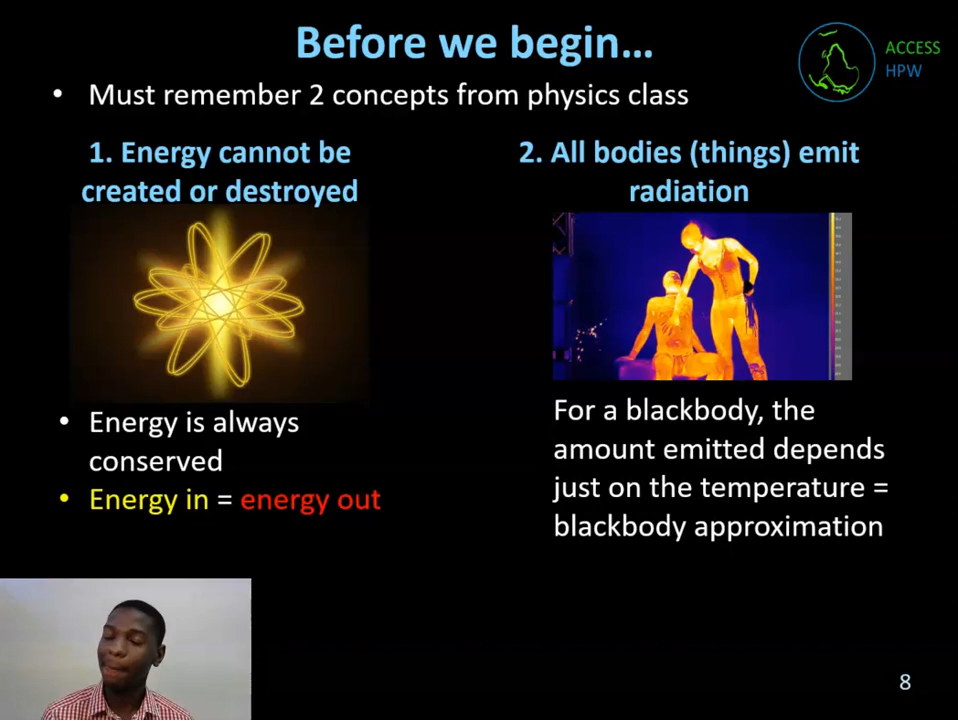 Before we begin...
ACCESS
HPW
• Must remember 2 concepts from physics class
1. Energy cannot be
created or destroyed
• Energy is always
conserved
• Energy in = energy out
2. All bodies (things) emit
radiation
For a blackbody, the
amount emitted depends
just on the temperature =
blackbody approximation
8